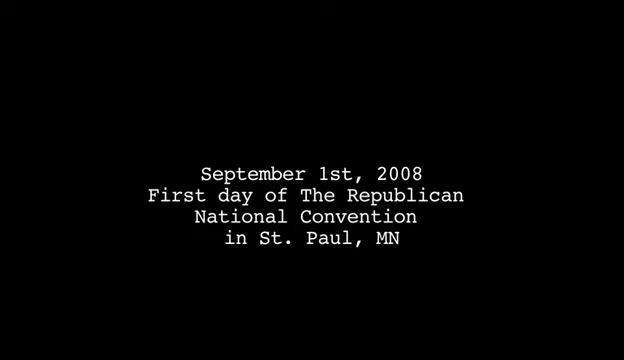 September 1st, 2008
First day of The Republican
National Convention
in St. Paul, MN